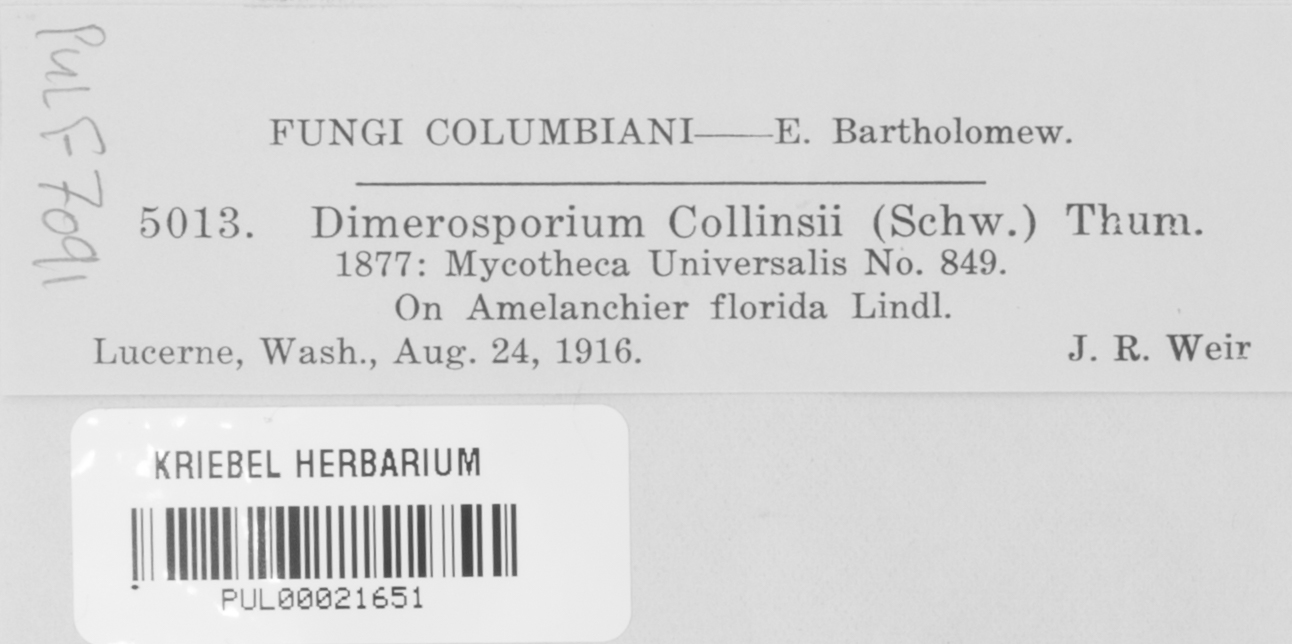 PUL F7091
FUNGI COLUMBIANI——E. Bartholomew.
5013. Dimerosporium Collinsii (Schw.) Thum.
1877: Mycotheca Universalis No. 849.
On Amelanchier florida Lindl.
Lucerne, Wash., Aug. 24, 1916. J. R. Weir
KRIEBEL HERBARIUM
PUL00021651